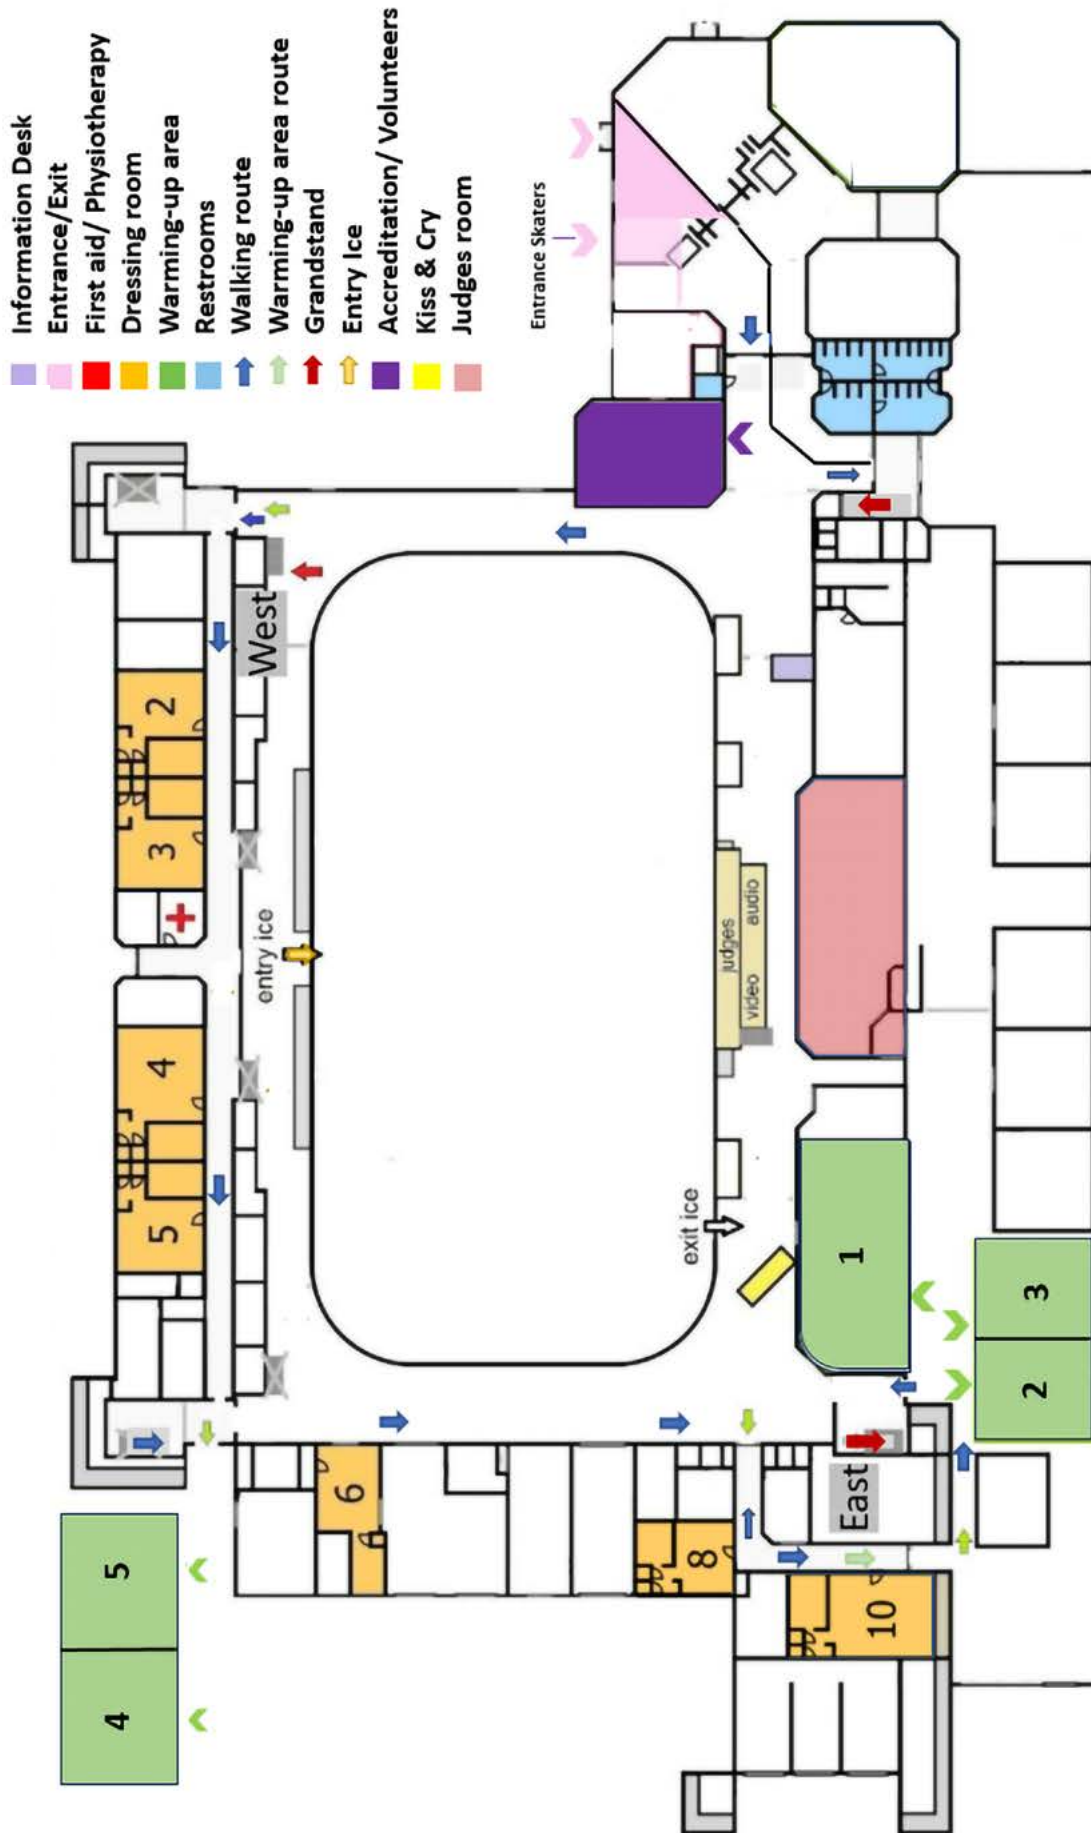 Information Desk
Entrance/Exit
First aid/ Physiotherapy
Dressing room
Warming-up area
Restrooms
Walking route
Warming-up area route
Grandstand
Entry Ice
Accreditation/ Volunteers
Kiss & Cry
Judges room
Entrance Skaters
West
2
3
entry ice
4
5
judges
video
audio
exit ice
1
3
2
6
8
East
10
5
4